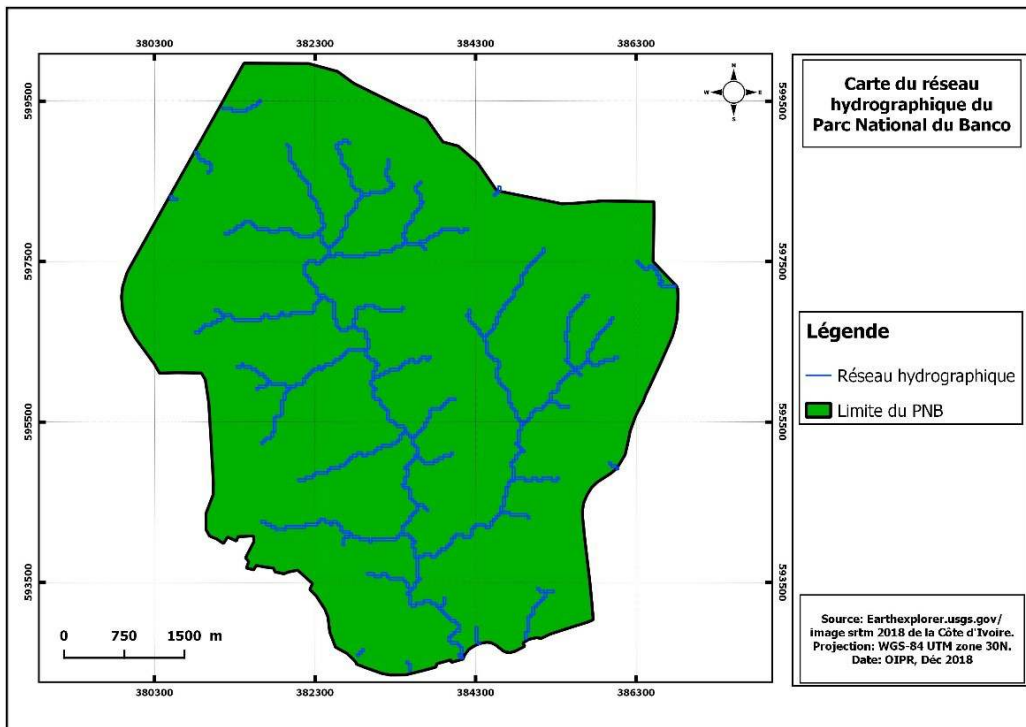 380300 382300 384300 386300
599500
599500
597500
597500
595500
595500
593500
593500
N
W E
S
0 750 1500 m
380300 382300 384300 386300
Carte du réseau
hydrographique du
Parc National du Banco
Légende
Réseau hydrographique
Limite du PNB
Source: Earthexplorer.usgs.gov/
image srtm 2018 de la Côte d'Ivoire.
Projection: WGS-84 UTM zone 30N.
Date: OIPR, Déc 2018